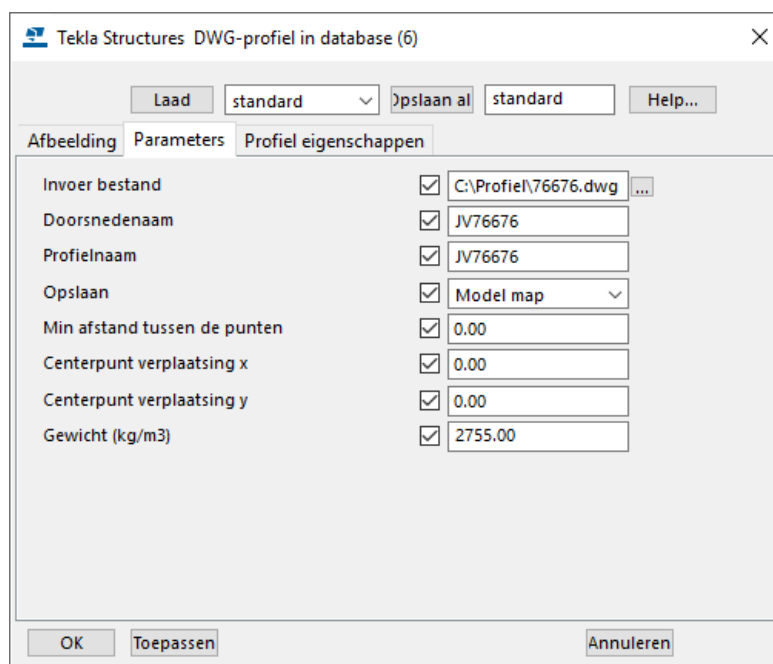 Tekla Structures DWG-profiel in database (6)
Laad standard Opslaan al standard Help...
Afbeelding Parameters Profiel eigenschappen
Invoer bestand C:\Profiel\76676.dwg ...
Doorsnedenaam JV76676
Profielnaam JV76676
Opslaan Model map
Min afstand tussen de punten 0.00
Centerpunt verplaatsing x 0.00
Centerpunt verplaatsing y 0.00
Gewicht (kg/m3) 2755.00
OK Toepassen Annuleren